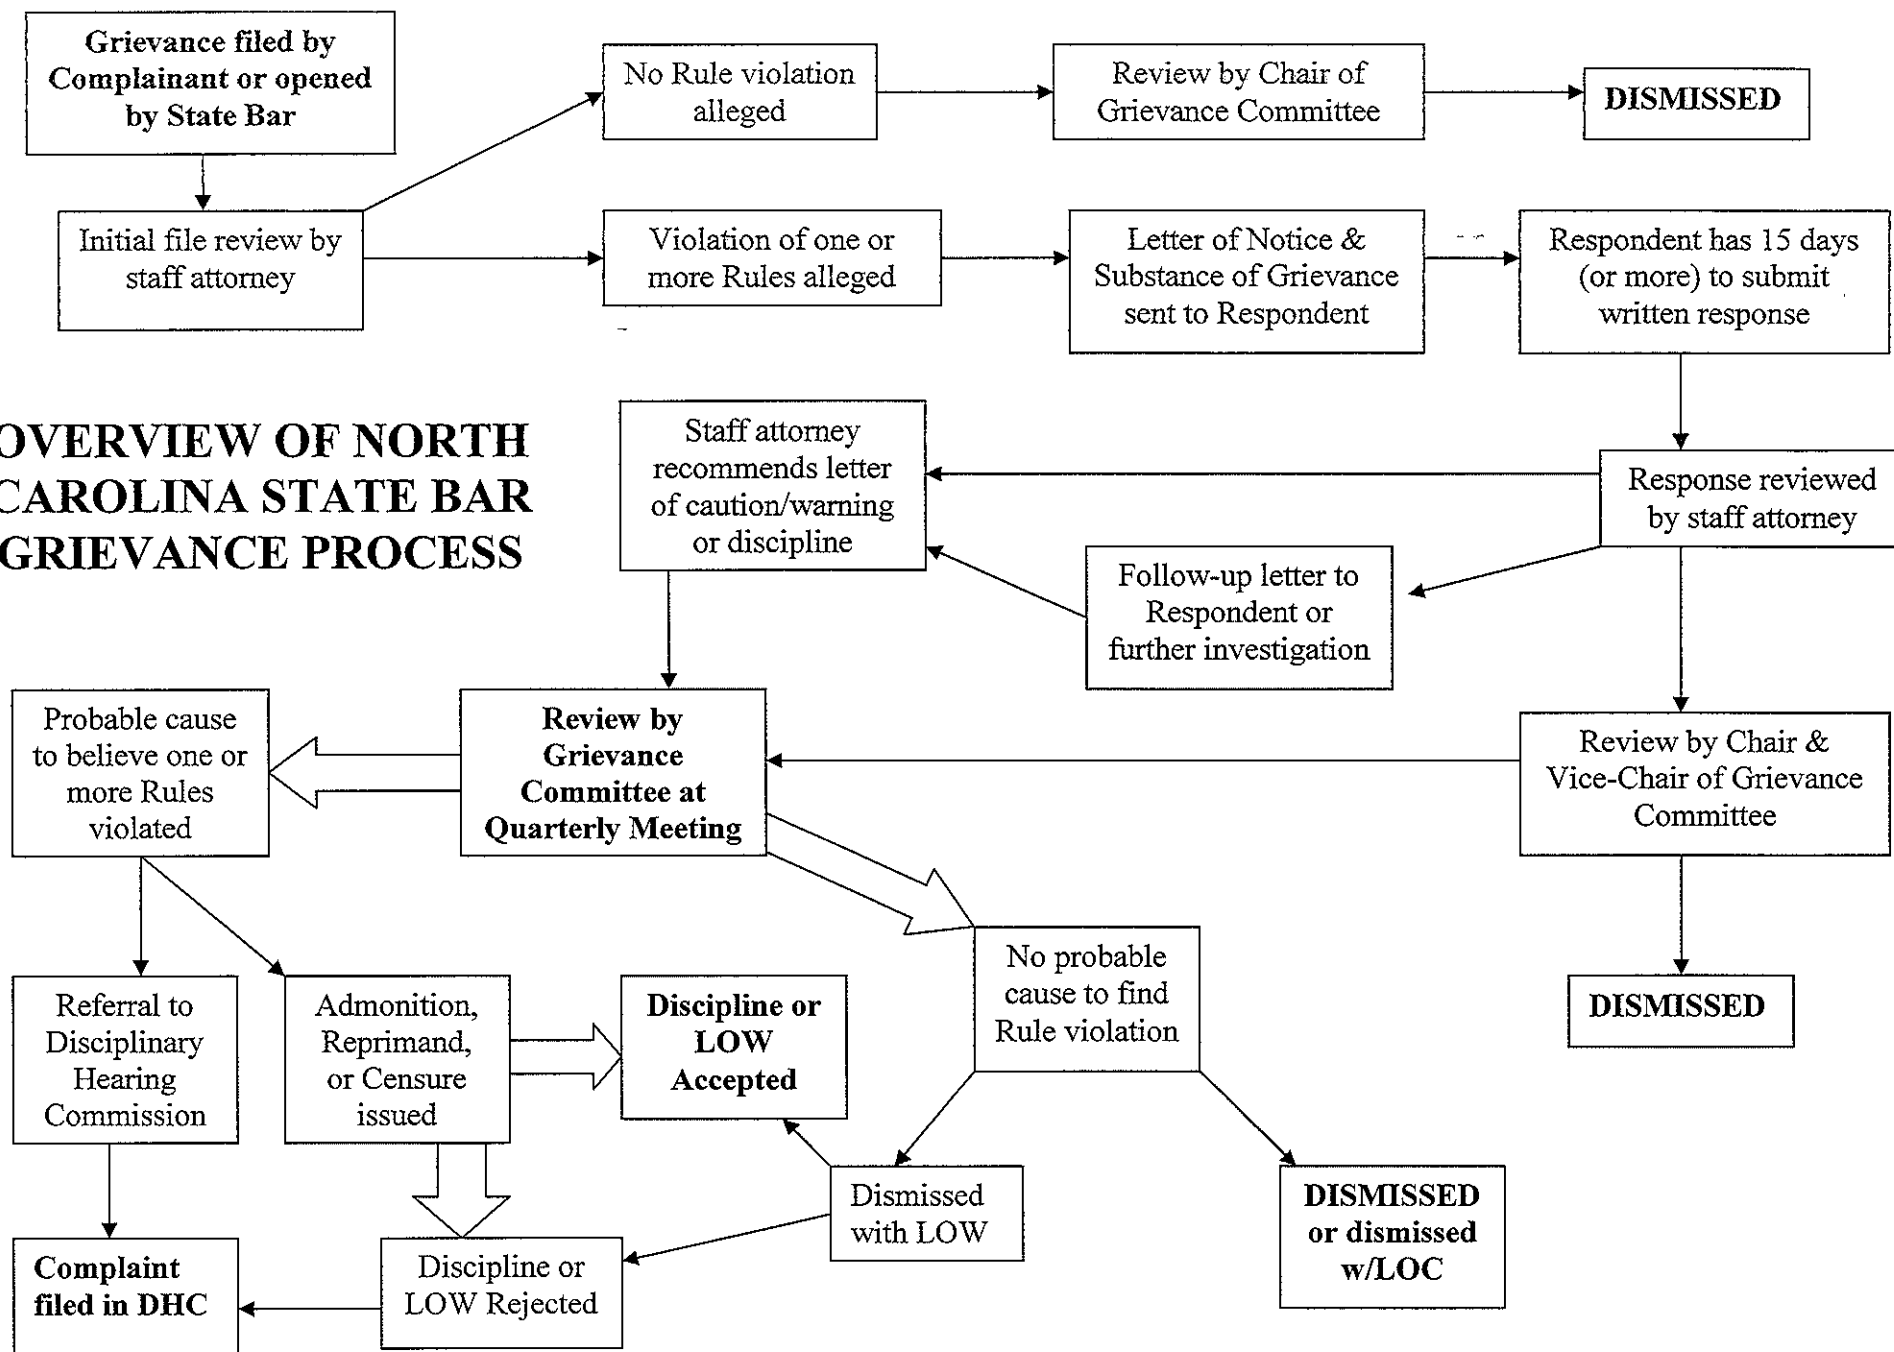 Grievance filed by
Complainant or opened
by State Bar
No Rule violation
alleged
Review by Chair of
Grievance Committee
DISMISSED
Initial file review by
staff attorney
Violation of one or
more Rules alleged
Letter of Notice &
Substance of Grievance
sent to Respondent
Respondent has 15 days
(or more) to submit
written response
OVERVIEW OF NORTH
CAROLINA STATE BAR
GRIEVANCE PROCESS
Staff attorney
recommends letter
of caution/warning
or discipline
Response reviewed
by staff attorney
Follow-up letter to
Respondent or
further investigation
Probable cause
to believe one or
more Rules
violated
Review by
Grievance
Committee at
Quarterly Meeting
Review by Chair &
Vice-Chair of Grievance
Committee
No probable
cause to find
Rule violation
DISMISSED
Referral to
Disciplinary
Hearing
Commission
Admonition,
Reprimand,
or Censure
issued
Discipline or
LOW
Accepted
Dismissed
with LOW
DISMISSED
or dismissed
w/LOC
Complaint
filed in DHC
Discipline or
LOW Rejected